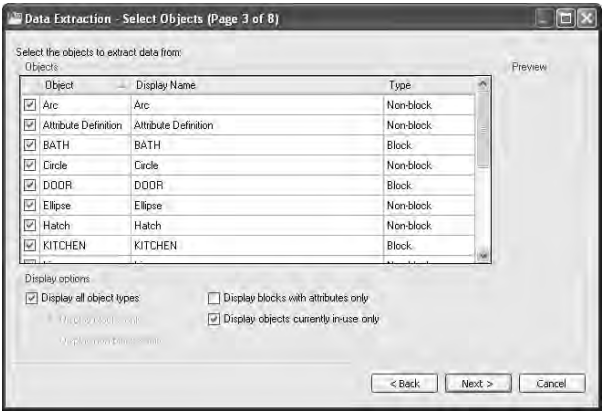 Data Extraction - Select Objects (Page 3 of 8)
Select the objects to extract data from:
Objects
Preview
Object Display Name Type
Arc Arc Non-block
Attribute Definition Attribute Definition Non-block
BATH BATH Block
Circle Circle Non-block
DOOR DOOR Block
Ellipse Ellipse Non-block
Hatch Hatch Non-block
KITCHEN KITCHEN Block
Display options
Display all object types
Display blocks with attributes only
Display objects currently in-use only
< Back Next > Cancel